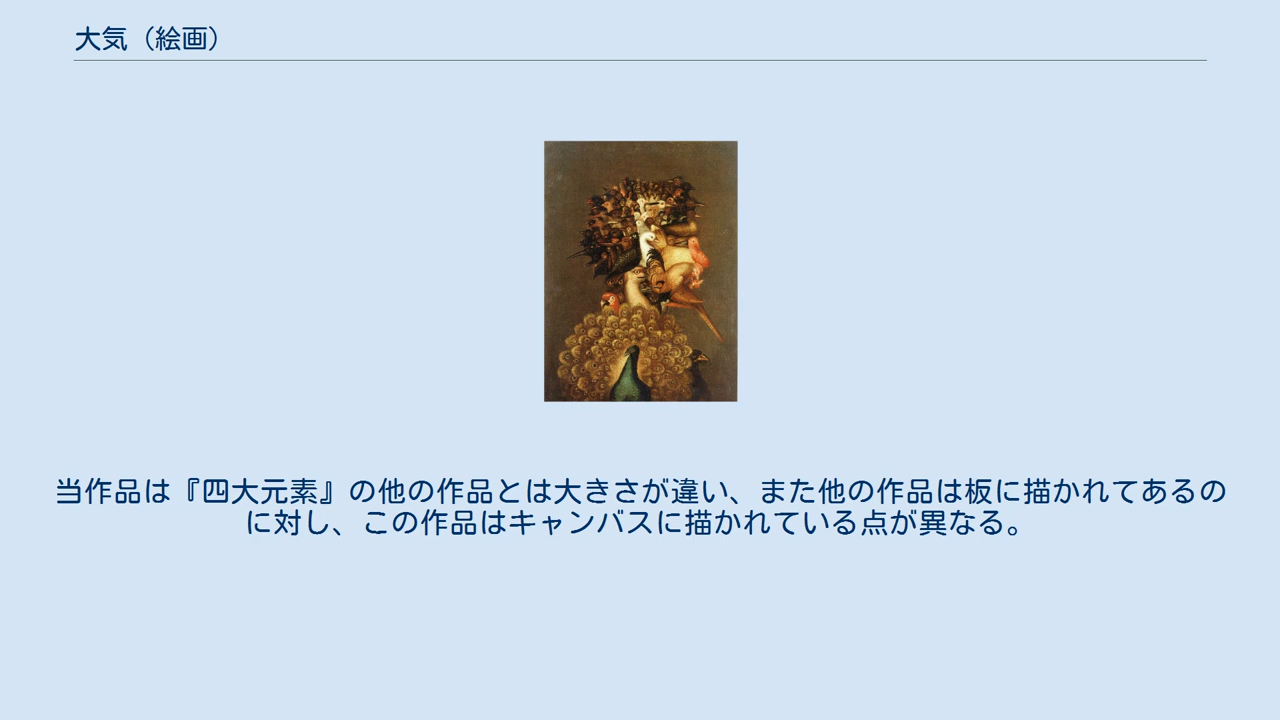 大気（絵画）
当作品は『四大元素』の他の作品とは大きさが違い、また他の作品は板に描かれてあるの
に対し、この作品はキャンバスに描かれている点が異なる。